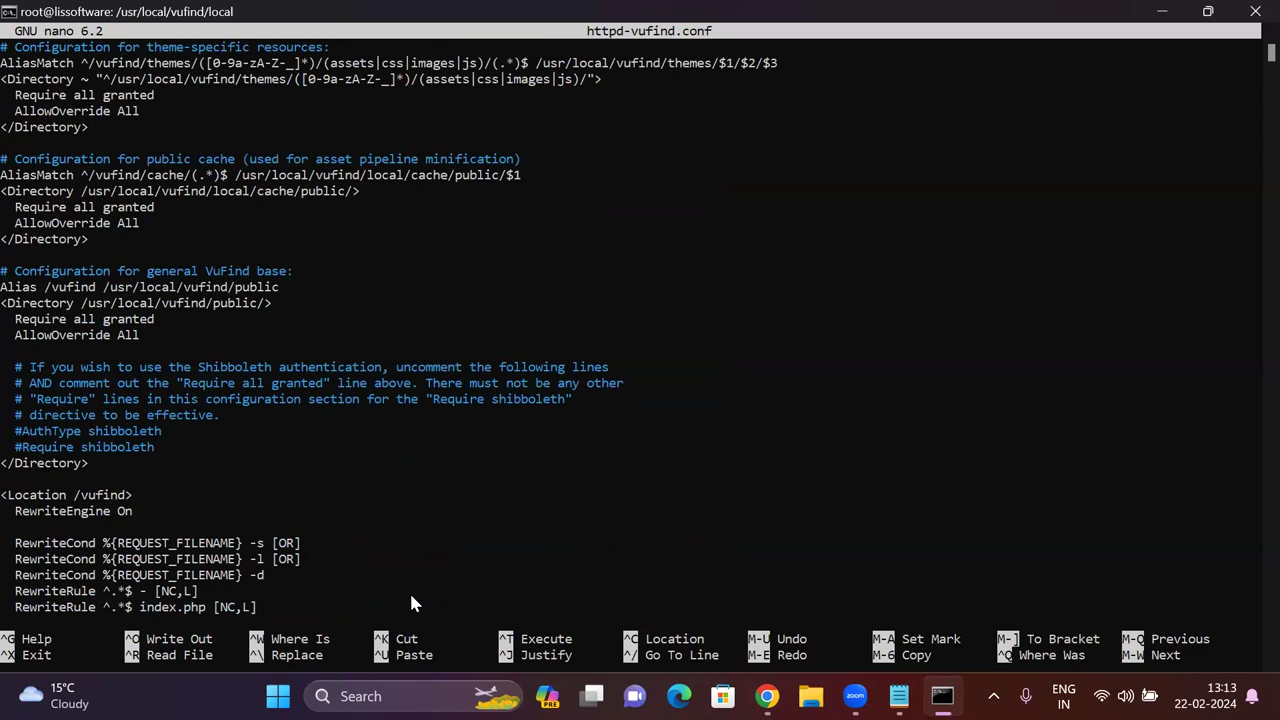 root@lissoftware: /usr/local/vufind/local
GNU nano 6.2 httpd-vufind.conf
# Configuration for theme-specific resources:
AliasMatch ^/vufind/themes/([0-9a-zA-Z-_]*)/(assets|css|images|js)/(.*)$ /usr/local/vufind/themes/$1/$2/$3
<Directory ~ "^/usr/local/vufind/themes/([0-9a-zA-Z-_]*)/(assets|css|images|js)/">
  Require all granted
  AllowOverride All
</Directory>
# Configuration for public cache (used for asset pipeline minification)
AliasMatch ^/vufind/cache/(.*)$ /usr/local/vufind/local/cache/public/$1
<Directory /usr/local/vufind/local/cache/public/>
  Require all granted
  AllowOverride All
</Directory>
# Configuration for general VuFind base:
Alias /vufind /usr/local/vufind/public
<Directory /usr/local/vufind/public/>
  Require all granted
  AllowOverride All
  # If you wish to use the Shibboleth authentication, uncomment the following lines
  # AND comment out the "Require all granted" line above. There must not be any other
  # "Require" lines in this configuration section for the "Require shibboleth"
  # directive to be effective.
  #AuthType shibboleth
  #Require shibboleth
</Directory>
<Location /vufind>
  RewriteEngine On
  RewriteCond %{REQUEST_FILENAME} -s [OR]
  RewriteCond %{REQUEST_FILENAME} -l [OR]
  RewriteCond %{REQUEST_FILENAME} -d
  RewriteRule ^.*$ - [NC,L]
  RewriteRule ^.*$ index.php [NC,L]
^G Help ^O Write Out ^W Where Is ^K Cut ^T Execute ^C Location M-U Undo M-A Set Mark M-] To Bracket M-Q Previous
^X Exit ^R Read File ^\ Replace ^U Paste ^J Justify ^/ Go To Line M-E Redo M-6 Copy ^Q Where Was M-W Next
15°C
Cloudy
Search
PRE
zoom
ENG
IN
13:13
22-02-2024